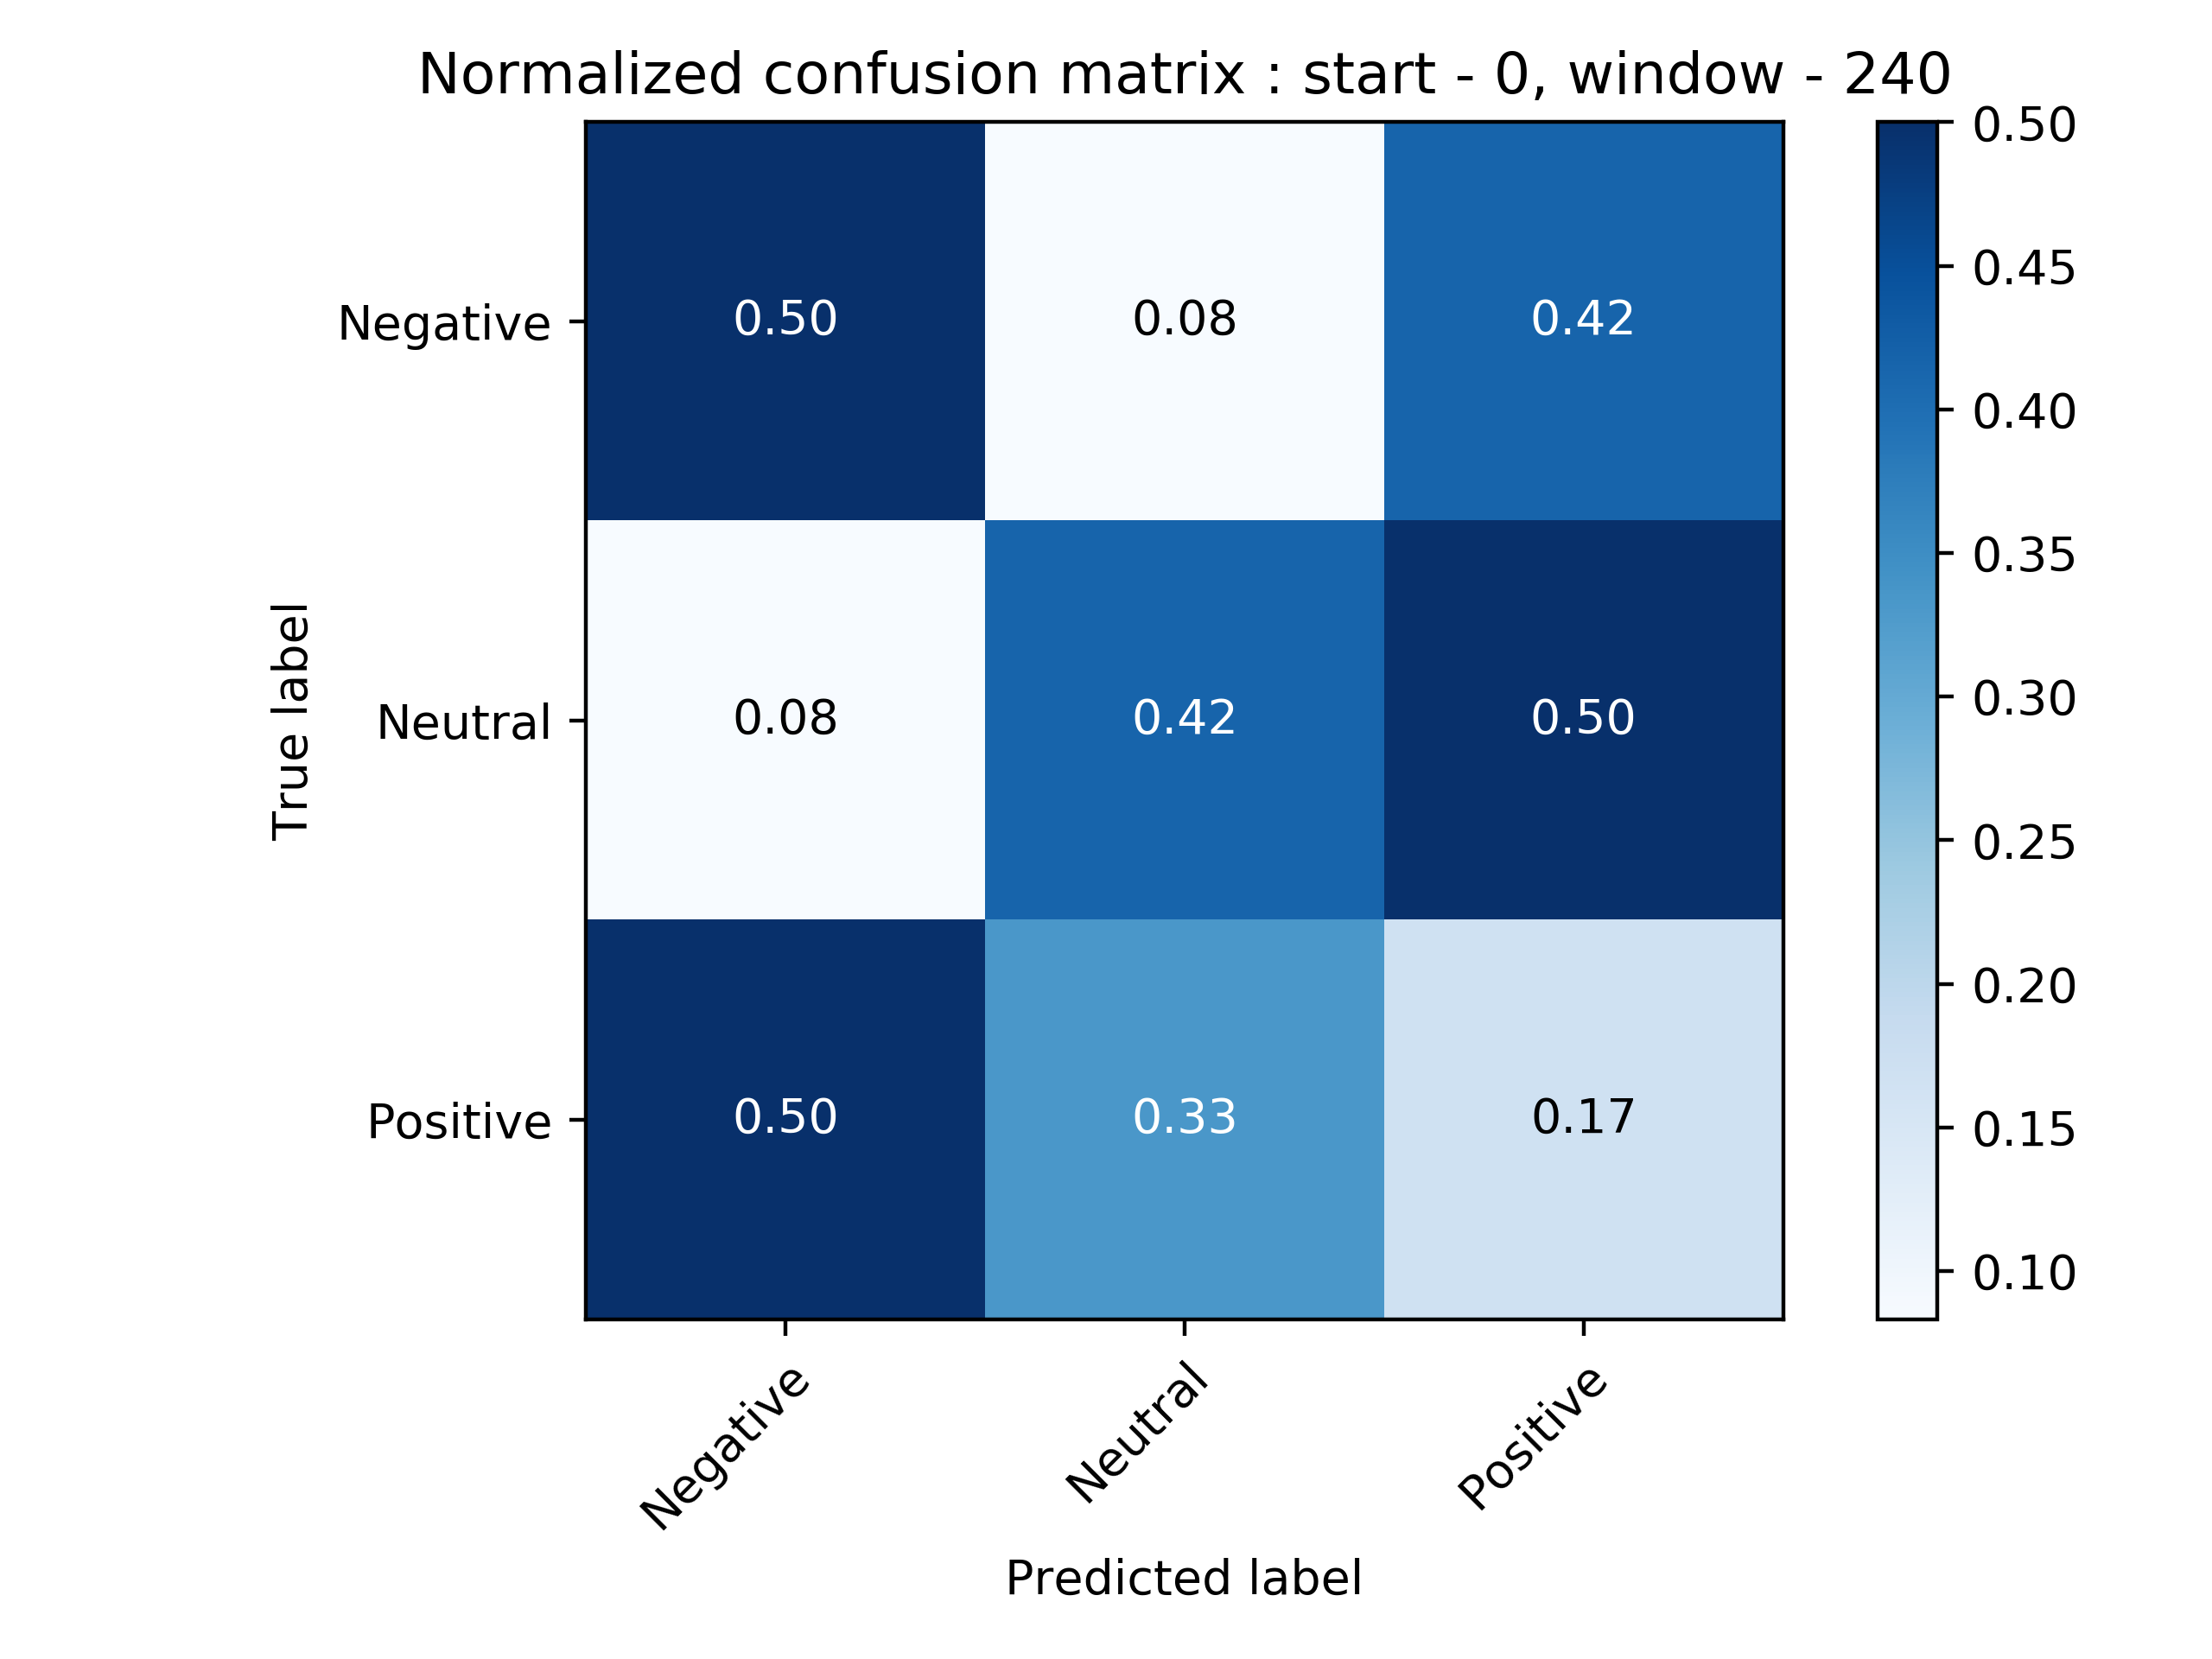 Normalized confusion matrix : start - 0, window - 240
True label
Negative
Neutral
Positive
0.50 0.08 0.42
0.08 0.42 0.50
0.50 0.33 0.17
Negative
Neutral
Positive
Predicted label
0.50
0.45
0.40
0.35
0.30
0.25
0.20
0.15
0.10